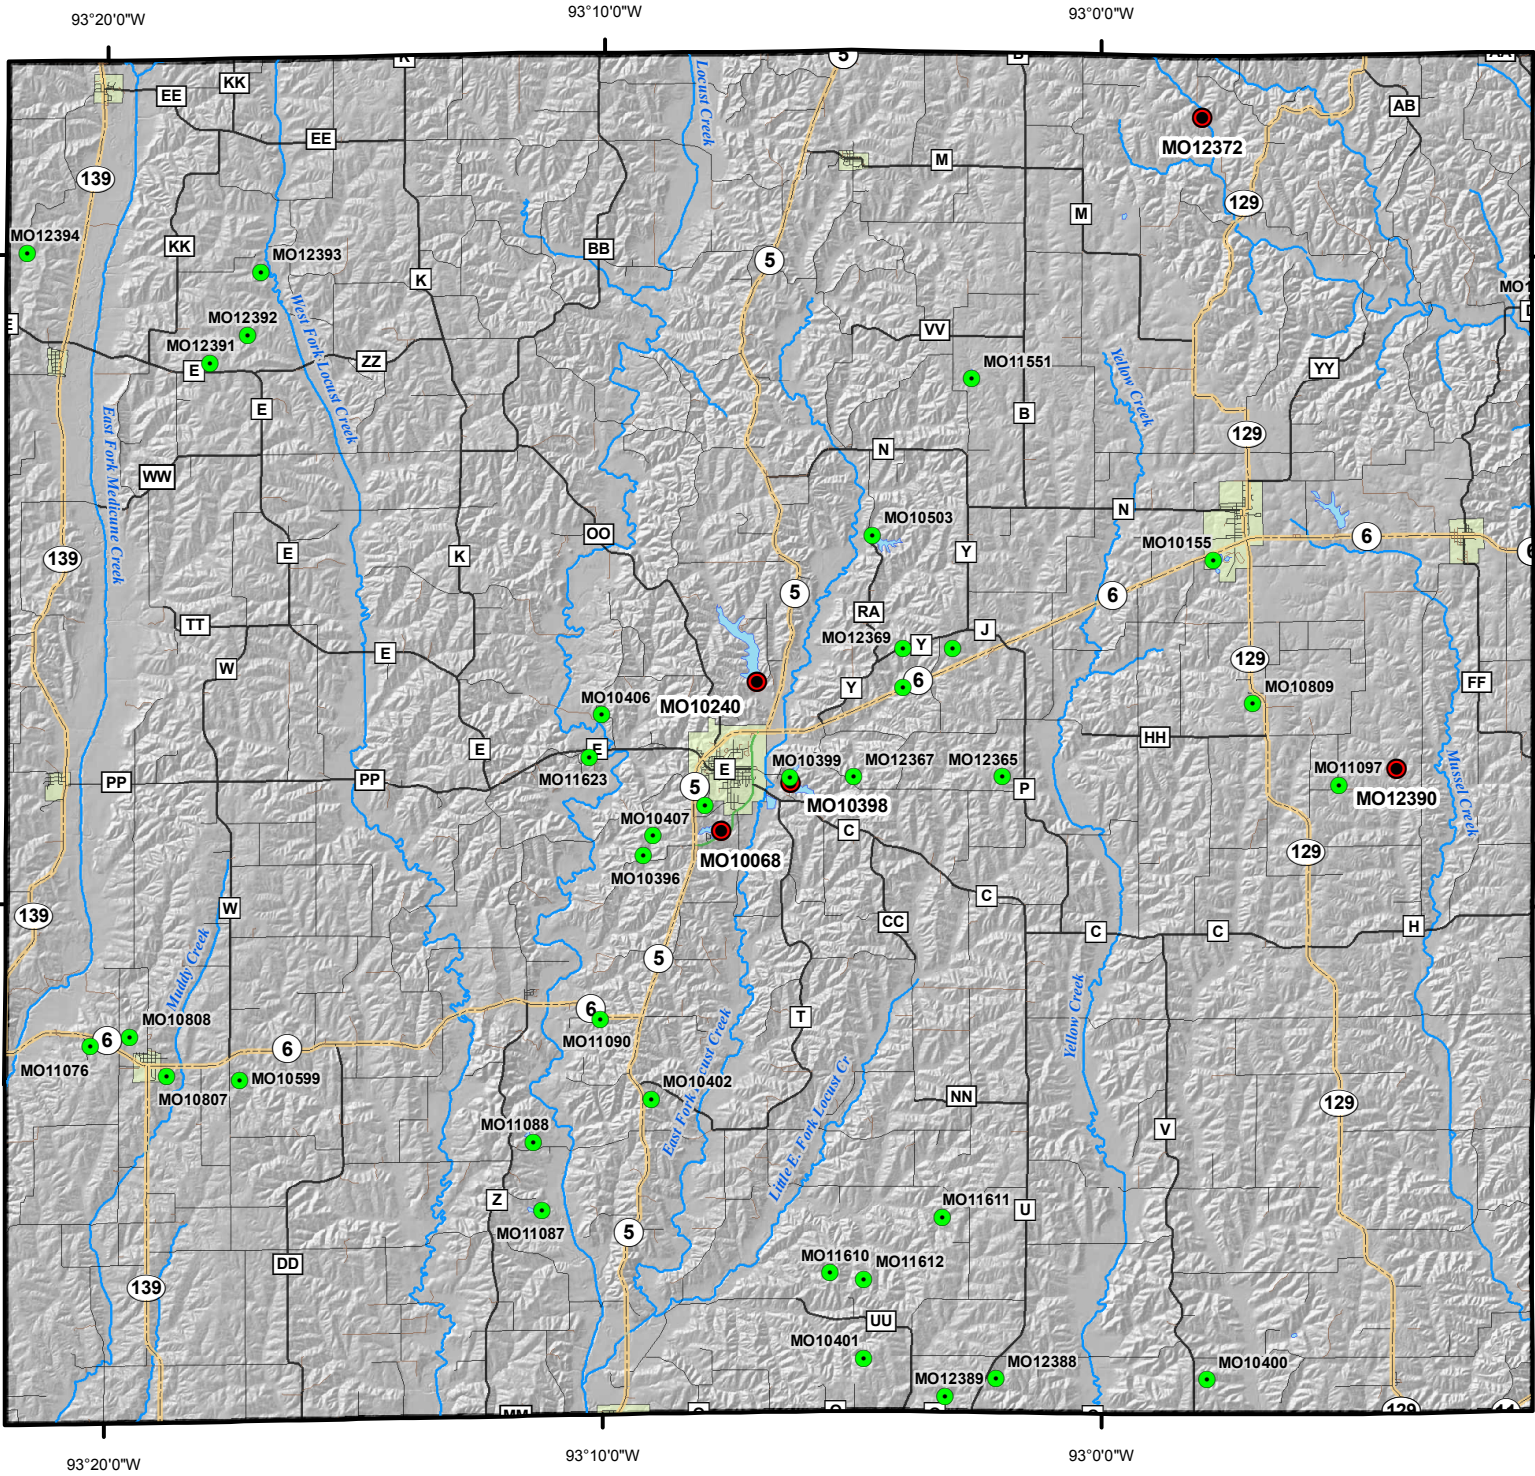 93°20'0"W
93°10'0"W
93°0'0"W
5
KK
EE
EE
AB
Locust Creek
139
M
MO12372
M
129
MO12394
KK
BB
5
MO12393
K
MO12392
MO12391
West Fork Locust Creek
VV
E
ZZ
MO11551
YY
Yellow Creek
E
B
129
East Fork Medicine Creek
WW
N
N
MO10503
OO
139
E
K
Y
MO10155
6
5
6
RA
TT
W
E
MO12369
Y
J
129
Y
6
MO10809
FF
MO10406
MO10240
E
E
HH
MO11623
E
MO10399
MO12367
MO12365
MO11097
PP
PP
5
MO10398
P
MO12390
Mussel Creek
MO10407
C
129
MO10068
MO10396
C
139
W
CC
C
C
H
Muddy Creek
5
Yellow Creek
MO10808
6
T
6
6
MO11090
MO11076
MO10599
MO10807
MO10402
East Fork Locust Creek
Little E. Fork Locust Cr
NN
129
MO11088
V
Z
MO11087
MO11611
U
5
MO11610
MO11612
DD
139
UU
MO10401
MO12388
MO12389
MO10400
129
93°20'0"W
93°10'0"W
93°0'0"W